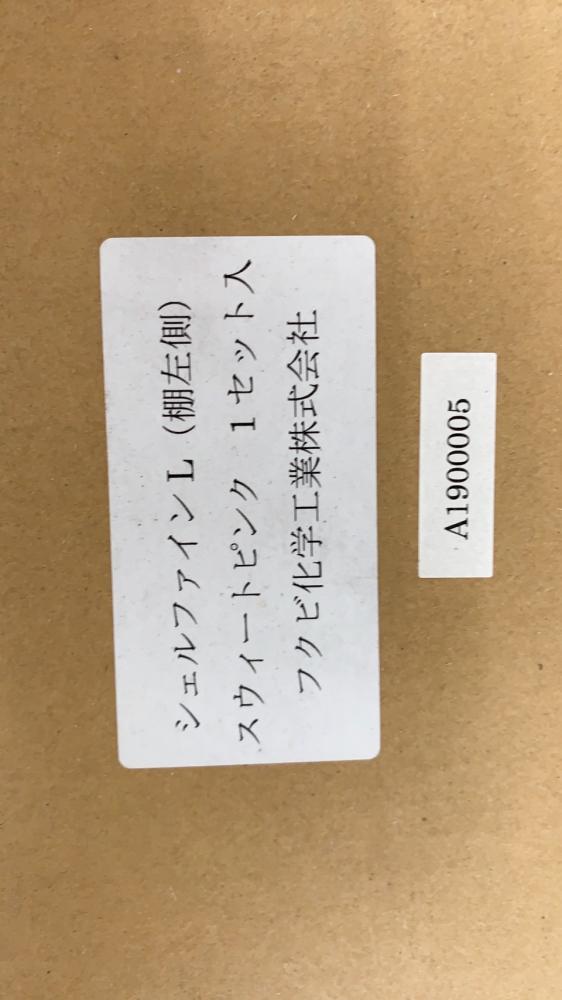 シェルファインL（棚左側）
スウィートピンク　1セット入
フクビ化学工業株式会社
A1900005